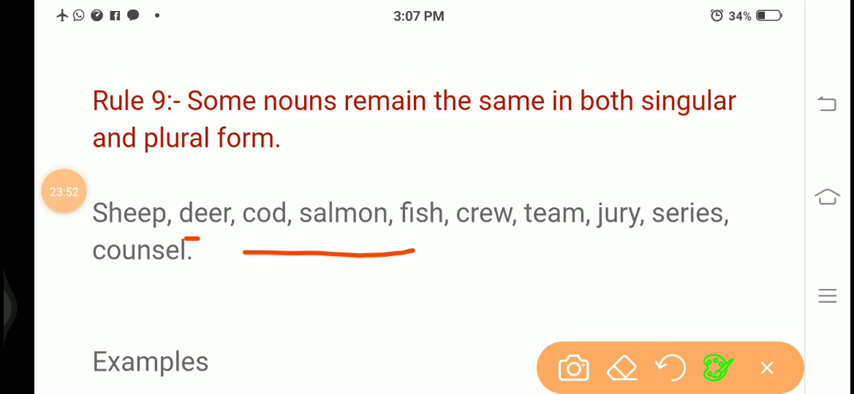 3:07 PM
34%
Rule 9:- Some nouns remain the same in both singular
and plural form.
23:52
Sheep, deer, cod, salmon, fish, crew, team, jury, series,
counsel.
Examples